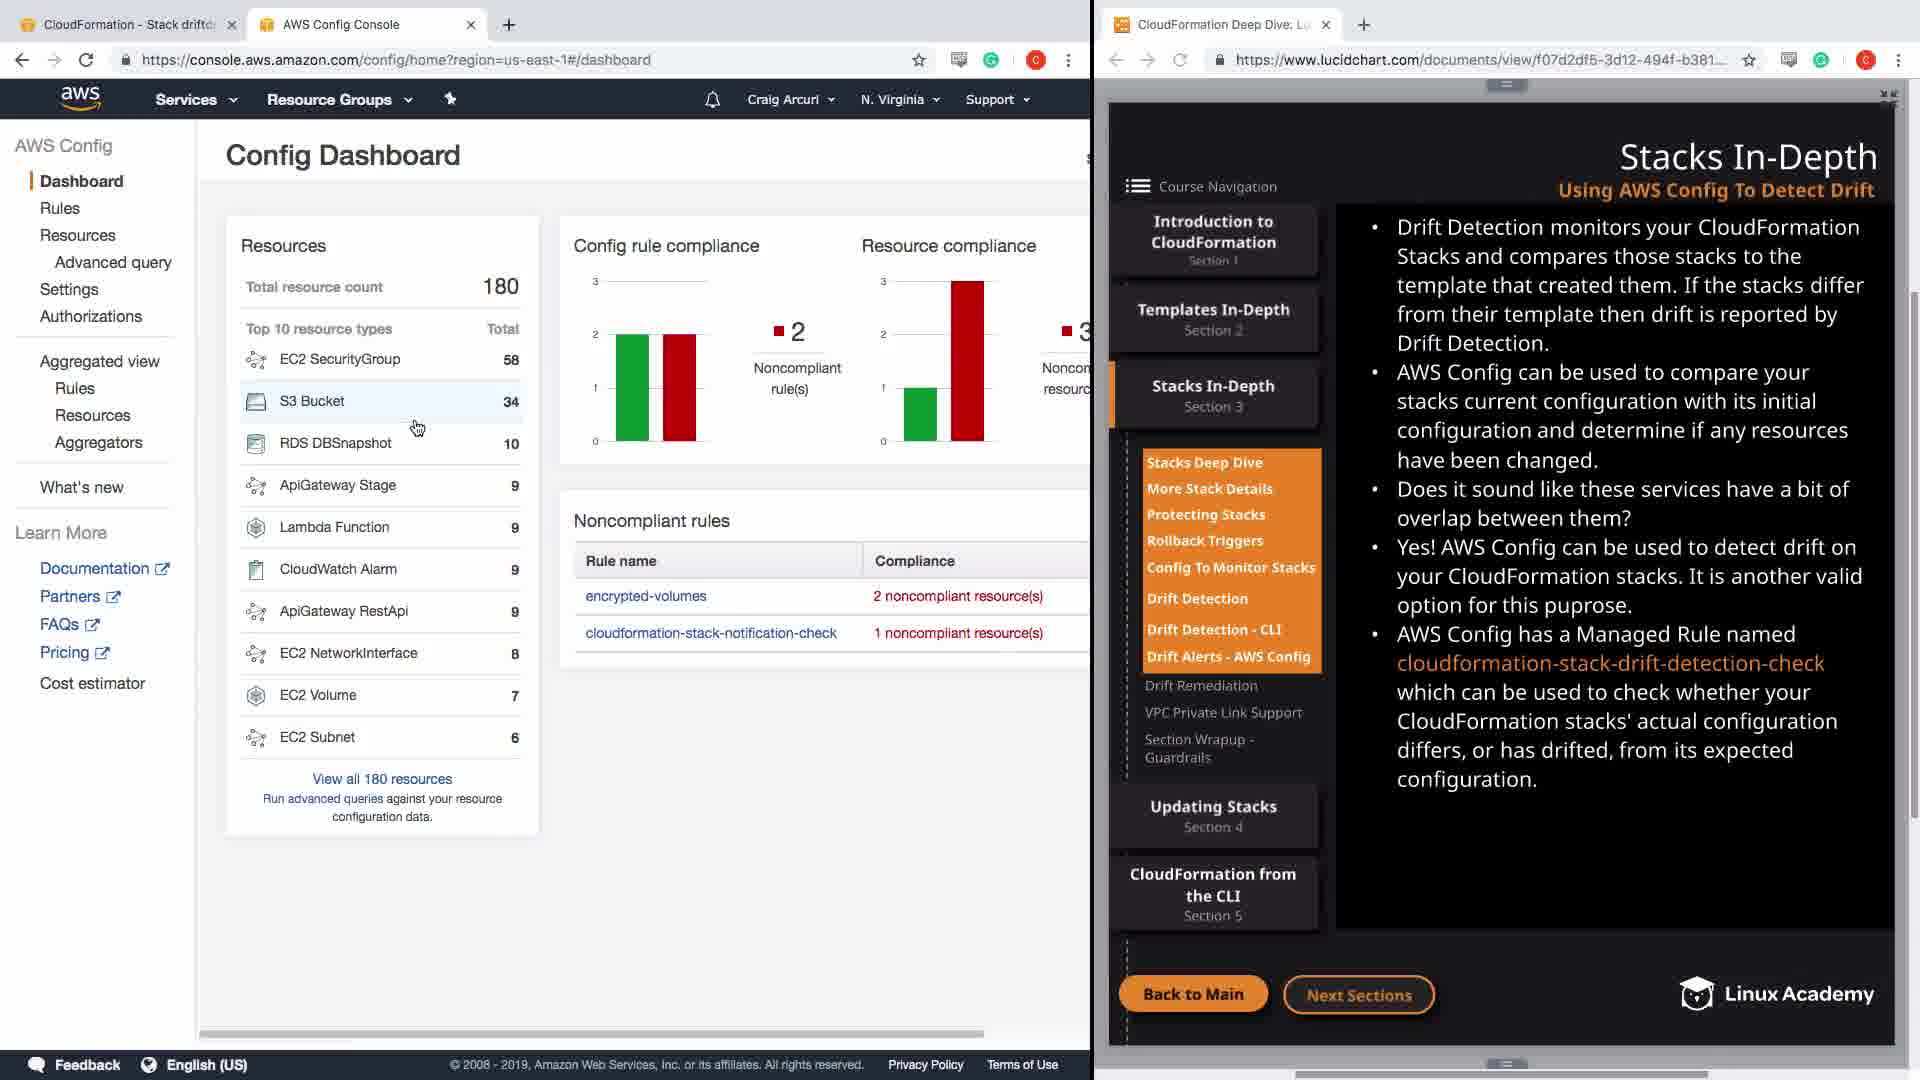 CloudFormation - Stack driftd
AWS Config Console
https://console.aws.amazon.com/config/home?region=us-east-1#/dashboard
aws
Services
Resource Groups
Craig Arcuri
N. Virginia
Support
AWS Config
Dashboard
Rules
Resources
Advanced query
Settings
Authorizations
Aggregated view
Rules
Resources
Aggregators
What's new
Learn More
Documentation
Partners
FAQs
Pricing
Cost estimator
Config Dashboard
Resources
Total resource count 180
Top 10 resource types Total
EC2 SecurityGroup 58
S3 Bucket 34
RDS DBSnapshot 10
ApiGateway Stage 9
Lambda Function 9
CloudWatch Alarm 9
ApiGateway RestApi 9
EC2 NetworkInterface 8
EC2 Volume 7
EC2 Subnet 6
View all 180 resources
Run advanced queries against your resource
configuration data.
Config rule compliance
3
2
1
0
2
Noncompliant
rule(s)
Resource compliance
3
2
1
0
3
Noncon
resourc
Noncompliant rules
Rule name Compliance
encrypted-volumes 2 noncompliant resource(s)
cloudformation-stack-notification-check 1 noncompliant resource(s)
Feedback
English (US)
© 2008 - 2019, Amazon Web Services, Inc. or its affiliates. All rights reserved.
Privacy Policy
Terms of Use
CloudFormation Deep Dive: Lu
https://www.lucidchart.com/documents/view/f07d2df5-3d12-494f-b381...
Stacks In-Depth
Using AWS Config To Detect Drift
Course Navigation
Introduction to
CloudFormation
Section 1
Templates In-Depth
Section 2
Stacks In-Depth
Section 3
Stacks Deep Dive
More Stack Details
Protecting Stacks
Rollback Triggers
Config To Monitor Stacks
Drift Detection
Drift Detection - CLI
Drift Alerts - AWS Config
Drift Remediation
VPC Private Link Support
Section Wrapup -
Guardrails
Updating Stacks
Section 4
CloudFormation from
the CLI
Section 5
• Drift Detection monitors your CloudFormation
Stacks and compares those stacks to the
template that created them. If the stacks differ
from their template then drift is reported by
Drift Detection.
• AWS Config can be used to compare your
stacks current configuration with its initial
configuration and determine if any resources
have been changed.
• Does it sound like these services have a bit of
overlap between them?
• Yes! AWS Config can be used to detect drift on
your CloudFormation stacks. It is another valid
option for this puprose.
• AWS Config has a Managed Rule named
cloudformation-stack-drift-detection-check
which can be used to check whether your
CloudFormation stacks' actual configuration
differs, or has drifted, from its expected
configuration.
Back to Main
Next Sections
Linux Academy